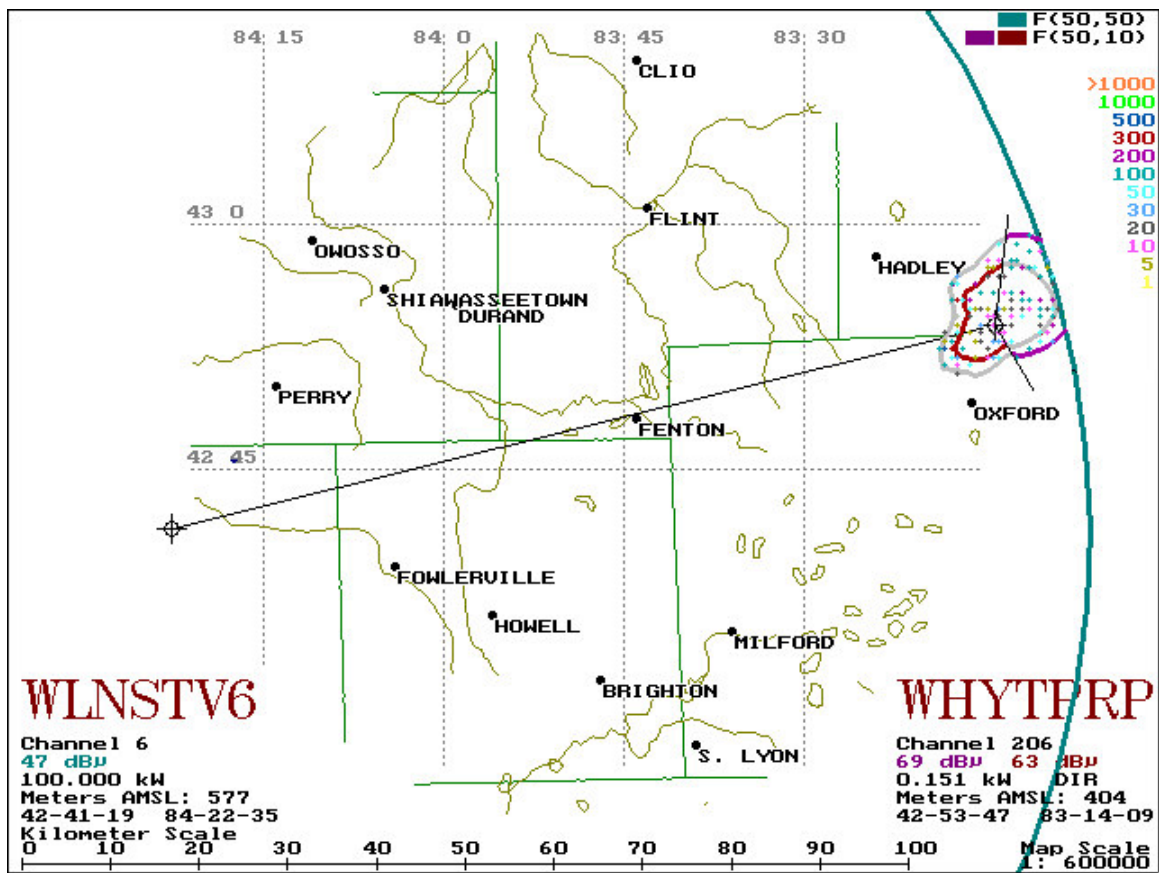 F(50,50)
F(50,10)
84 15
84 0
83 45
83 30
CLIO
>1000
1000
500
300
200
100
50
30
20
10
5
1
43 0
FLINT
OWOSSO
HADLEY
SHIAWASSEETOWN
DURAND
PERRY
OXFORD
FENTON
42 45
FOWLERVILLE
HOWELL
MILFORD
BRIGHTON
S. LYON
WLNSTV6
Channel 6
47 dBµ
100.000 kW
Meters AMSL: 577
42-41-19 84-22-35
Kilometer Scale
WHYTPRP
Channel 206
69 dBµ 63 dBµ
0.151 kW DIR
Meters AMSL: 404
42-53-47 83-14-09
Map Scale
1: 600000
0 10 20 30 40 50 60 70 80 90 100